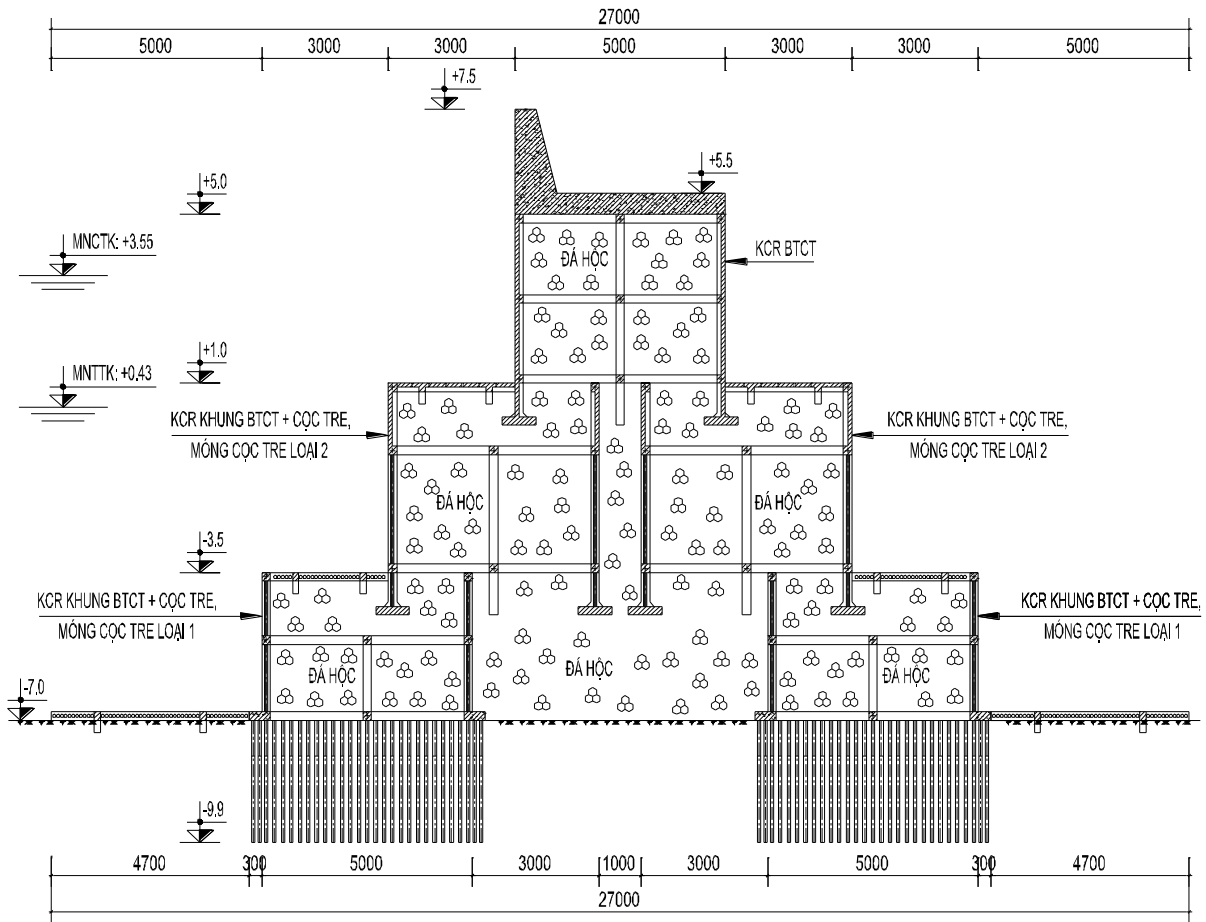 27000
5000 3000 3000 5000 3000 3000 5000
+7.5
+5.5
+5.0
MNCTK: +3.55
ĐÁ HỘC
KCR BTCT
+1.0
MNTTK: +0.43
KCR KHUNG BTCT + CỌC TRE,
MÓNG CỌC TRE LOẠI 2
KCR KHUNG BTCT + CỌC TRE,
MÓNG CỌC TRE LOẠI 2
ĐÁ HỘC
ĐÁ HỘC
-3.5
KCR KHUNG BTCT + CỌC TRE,
MÓNG CỌC TRE LOẠI 1
KCR KHUNG BTCT + CỌC TRE,
MÓNG CỌC TRE LOẠI 1
ĐÁ HỘC
ĐÁ HỘC
ĐÁ HỘC
-7.0
-9.9
4700 300 5000 3000 1000 3000 5000 300 4700
27000